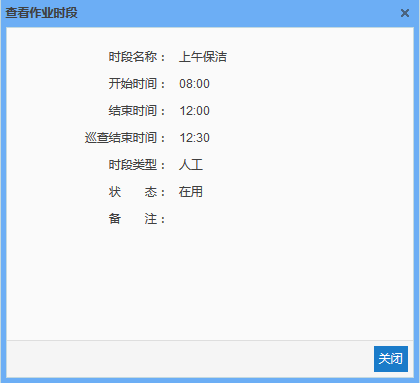 查看作业时段
时段名称： 上午保洁
开始时间： 08:00
结束时间： 12:00
巡查结束时间： 12:30
时段类型： 人工
状　　态： 在用
备　　注：
关闭